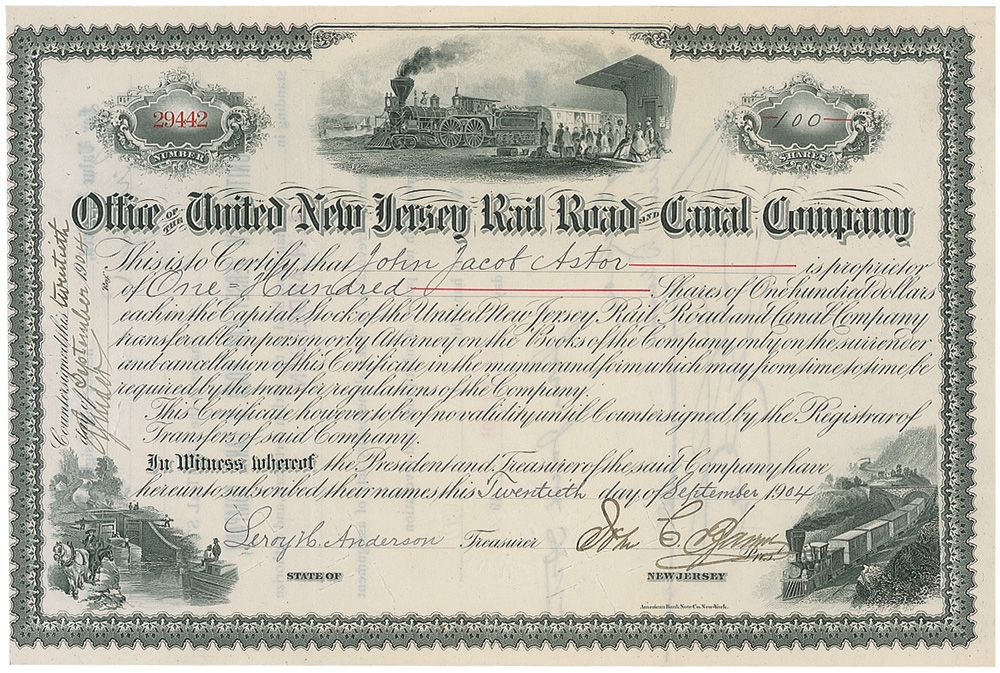 29442
NUMBER
100
SHARES
Office OF THE United New Jersey Rail Road AND Canal Company
This is to Certify that John Jacob Astor is proprietor
of One = Hundred Shares of One hundred dollars
each in the Capital Stock of the United New Jersey Rail Road and Canal Company
transferable in person or by Attorney on the Books of the Company only on the surrender
and cancellation of this Certificate in the manner and form which may from time to time be
required by the transfer regulations of the Company.
This Certificate however to be of no validity until Countersigned by the Registrar of
Transfers of said Company.
In Witness whereof the President and Treasurer of the said Company have
hereunto subscribed their names this Twentieth day of September 1904
Leroy H. Anderson Treasurer John C. Pres.
STATE OF NEW JERSEY
American Bank Note Co. New York.
Countersigned this twentieth
day of September 1904
Regr.